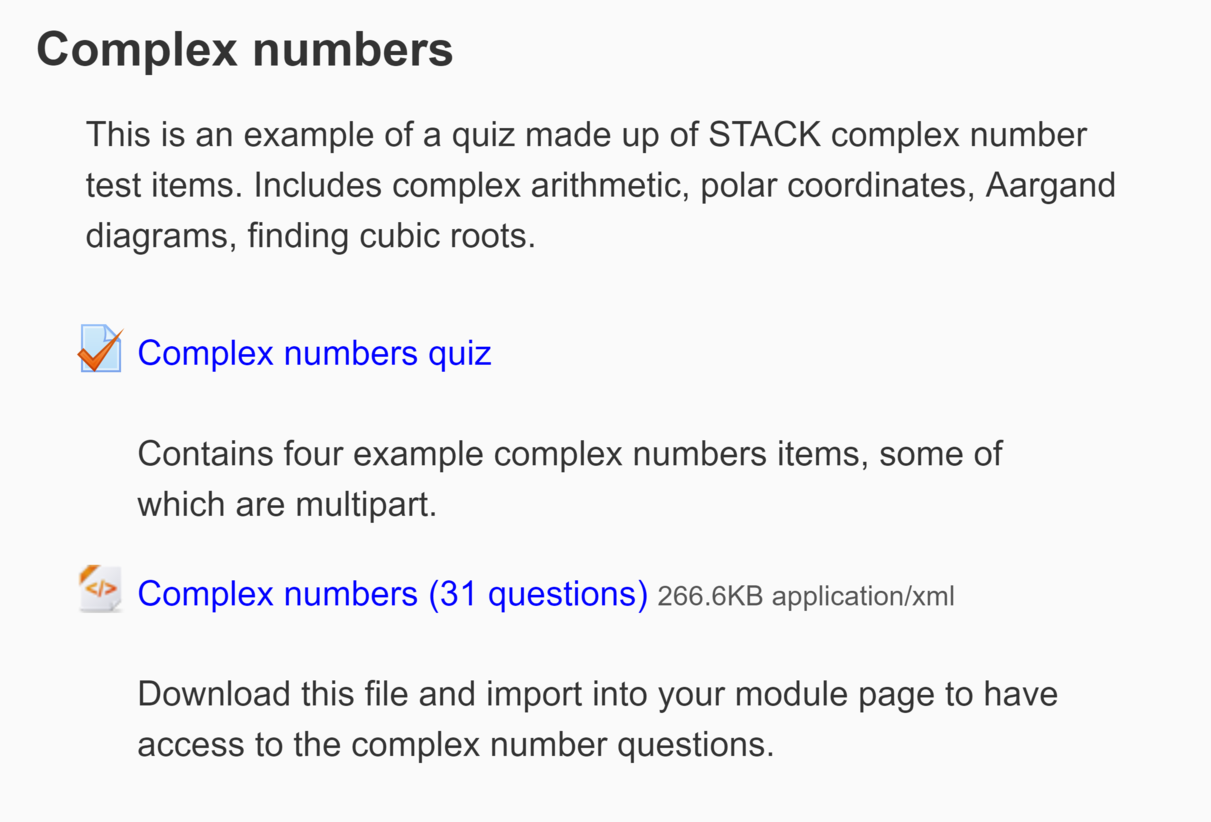 Complex numbers
This is an example of a quiz made up of STACK complex number
test items. Includes complex arithmetic, polar coordinates, Aargand
diagrams, finding cubic roots.
Complex numbers quiz
Contains four example complex numbers items, some of
which are multipart.
</> Complex numbers (31 questions) 266.6KB application/xml
Download this file and import into your module page to have
access to the complex number questions.